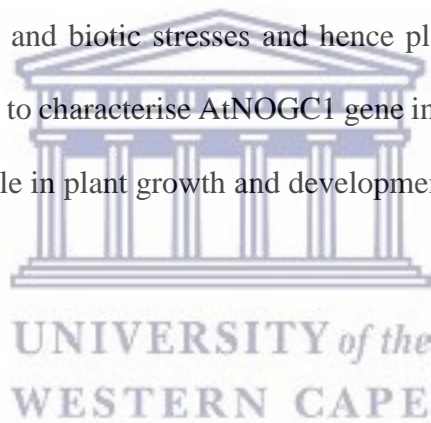 and biotic stresses and hence pl
to characterise AtNOGC1 gene in
le in plant growth and developmen
UNIVERSITY of the
WESTERN CAPE